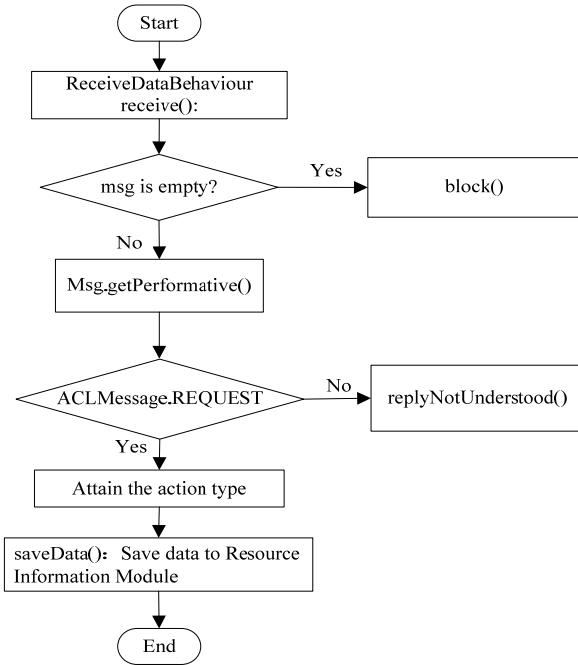 Start
ReceiveDataBehaviour
receive():
msg is empty?
Yes
block()
No
Msg.getPerformative()
ACLMessage.REQUEST
No
replyNotUnderstood()
Yes
Attain the action type
saveData(): Save data to Resource
Information Module
End